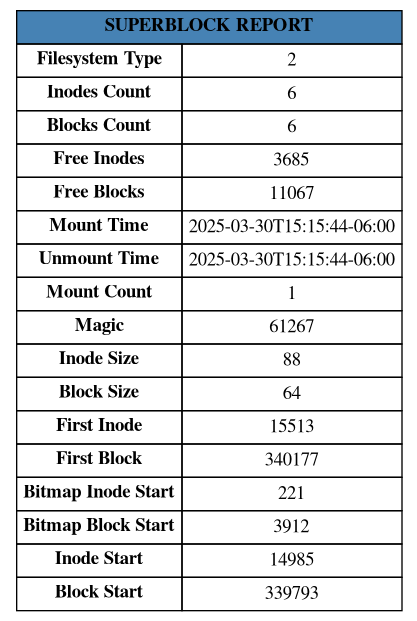 SUPERBLOCK REPORT
Filesystem Type 2
Inodes Count 6
Blocks Count 6
Free Inodes 3685
Free Blocks 11067
Mount Time 2025-03-30T15:15:44-06:00
Unmount Time 2025-03-30T15:15:44-06:00
Mount Count 1
Magic 61267
Inode Size 88
Block Size 64
First Inode 15513
First Block 340177
Bitmap Inode Start 221
Bitmap Block Start 3912
Inode Start 14985
Block Start 339793